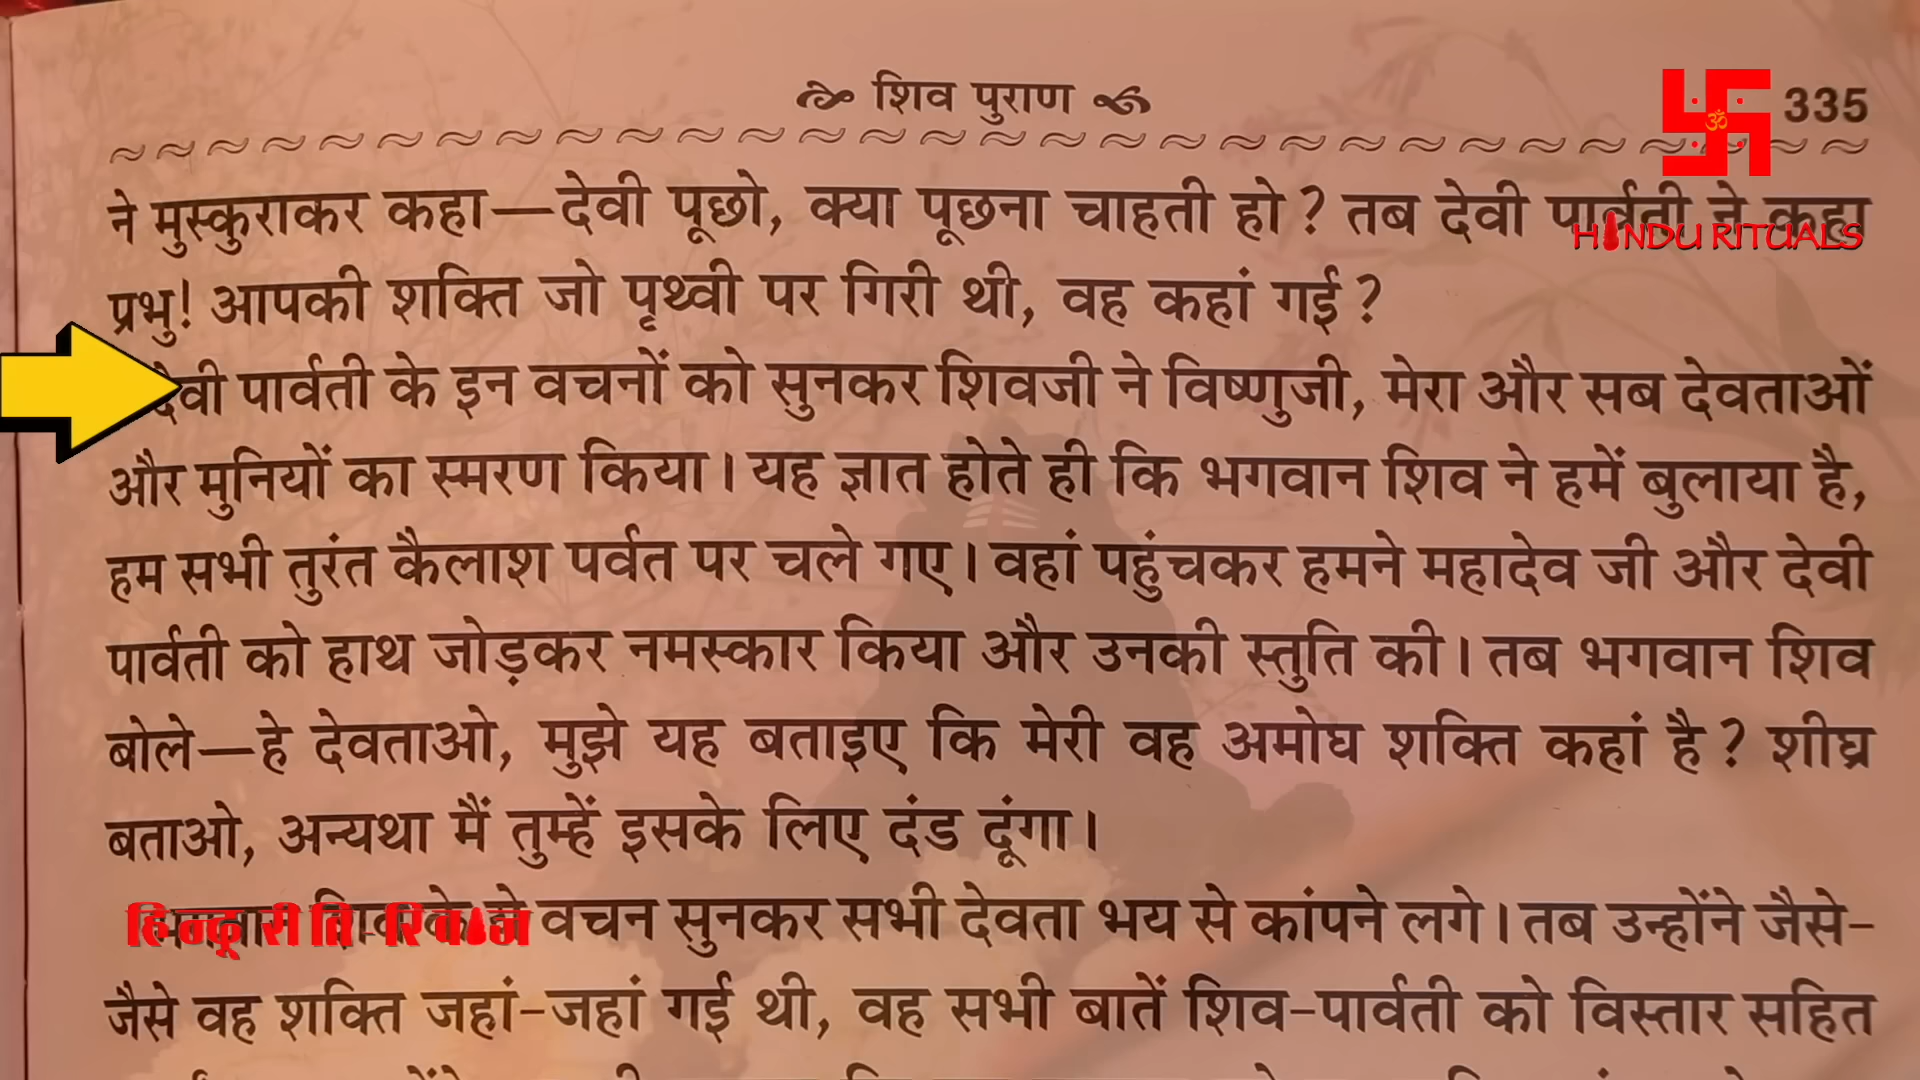 शिव पुराण
335
ने मुस्कुराकर कहा—देवी पूछो, क्या पूछना चाहती हो? तब देवी पार्वती ने कहा
HINDU RITUALS
प्रभु! आपकी शक्ति जो पृथ्वी पर गिरी थी, वह कहां गई?
देवी पार्वती के इन वचनों को सुनकर शिवजी ने विष्णुजी, मेरा और सब देवताओं
और मुनियों का स्मरण किया। यह ज्ञात होते ही कि भगवान शिव ने हमें बुलाया है,
हम सभी तुरंत कैलाश पर्वत पर चले गए। वहां पहुंचकर हमने महादेव जी और देवी
पार्वती को हाथ जोड़कर नमस्कार किया और उनकी स्तुति की। तब भगवान शिव
बोले—हे देवताओ, मुझे यह बताइए कि मेरी वह अमोघ शक्ति कहां है? शीघ्र
बताओ, अन्यथा मैं तुम्हें इसके लिए दंड दूंगा।
हिन्दू रीति-रिवाज
वचन सुनकर सभी देवता भय से कांपने लगे। तब उन्होंने जैसे-
जैसे वह शक्ति जहां-जहां गई थी, वह सभी बातें शिव-पार्वती को विस्तार सहित